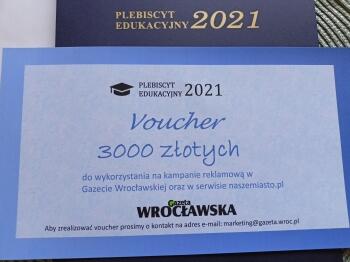 PLEBISCYT
EDUKACYJNY 2021
PLEBISCYT
EDUKACYJNY 2021
Voucher
3000 złotych
do wykorzystania na kampanie reklamową w
Gazecie Wrocławskiej oraz w serwisie naszemiasto.pl
Gazeta
WROCŁAWSKA
Aby zrealizować voucher prosimy o kontakt na adres e-mail: marketing@gazeta.wroc.pl